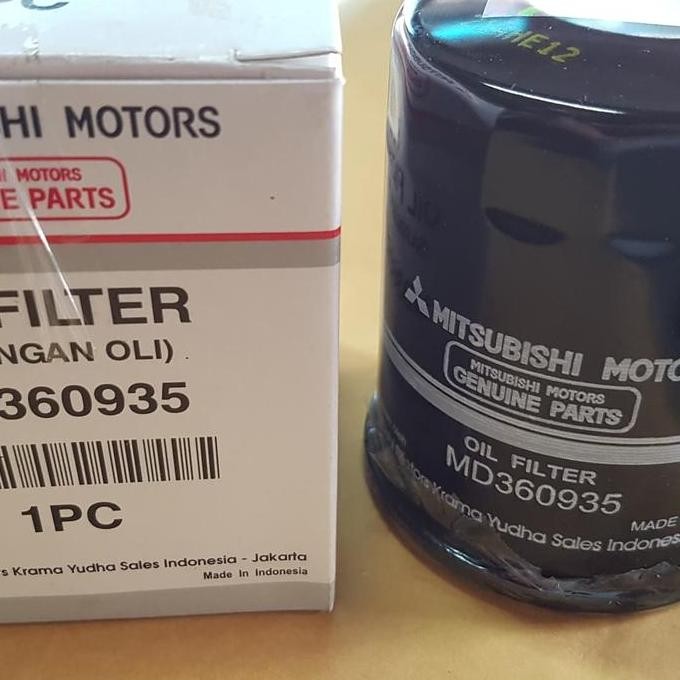 HI MOTORS
MOTORS
E PARTS
FILTER
NGAN OLI)
360935
1PC
s Krama Yudha Sales Indonesia - Jakarta
Made In Indonesia
HE12
MITSUBISHI MOTO
MITSUBISHI MOTORS
GENUINE PARTS
OIL FILTER
MD360935
MADE
Krama Yudha Sales Indones